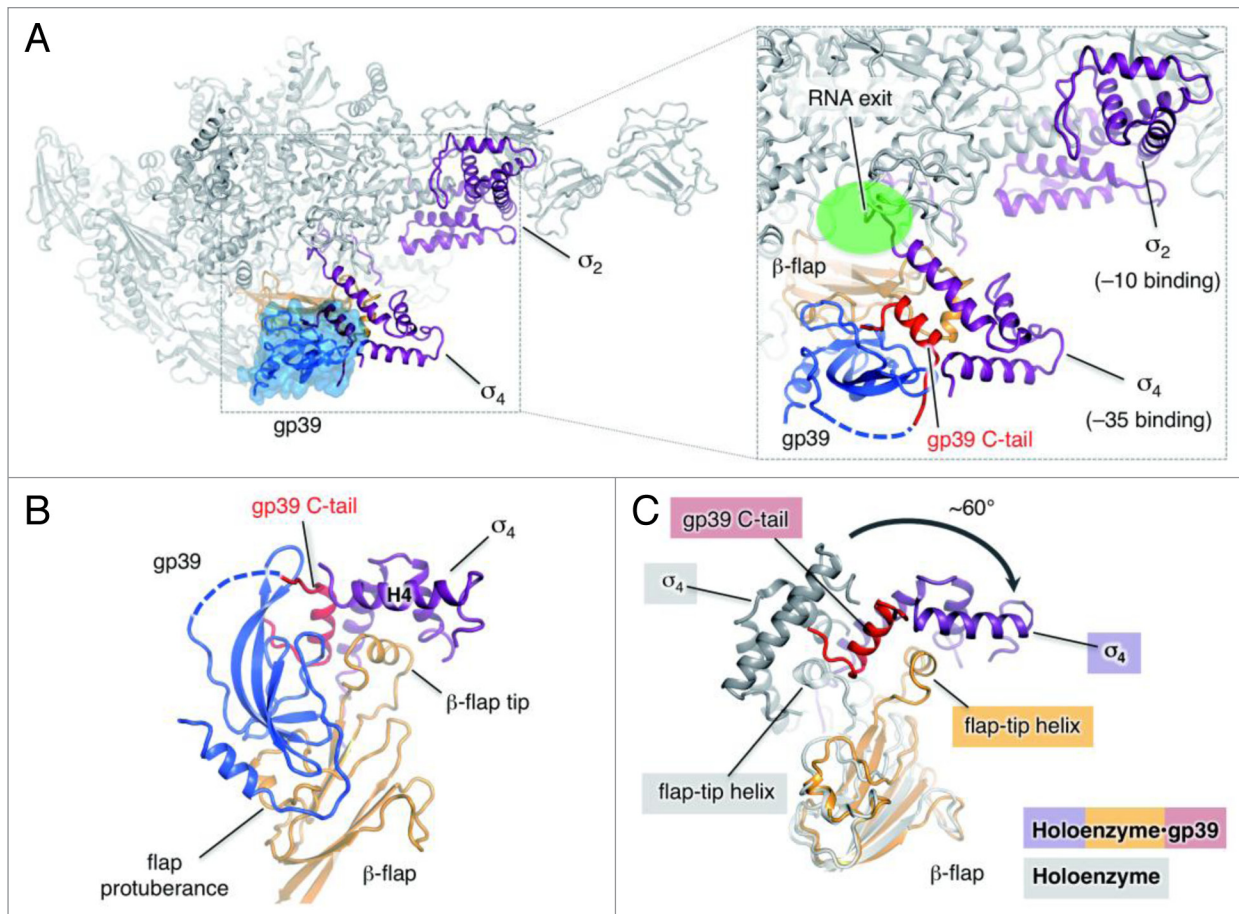 A
σ2
σ4
gp39
RNA exit
β-flap
σ2
(–10 binding)
σ4
(–35 binding)
gp39
gp39 C-tail
B
gp39 C-tail
gp39
σ4
H4
β-flap tip
flap
protuberance
β-flap
C
~60°
gp39 C-tail
σ4
σ4
flap-tip helix
flap-tip helix
β-flap
Holoenzyme•gp39
Holoenzyme